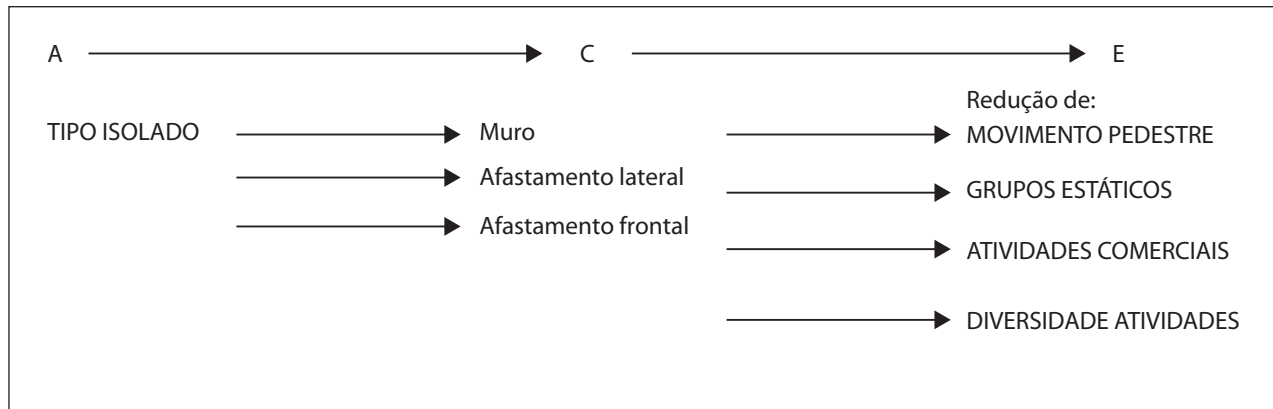 A C E
Redução de:
TIPO ISOLADO Muro MOVIMENTO PEDESTRE
Afastamento lateral
GRUPOS ESTÁTICOS
Afastamento frontal
ATIVIDADES COMERCIAIS
DIVERSIDADE ATIVIDADES